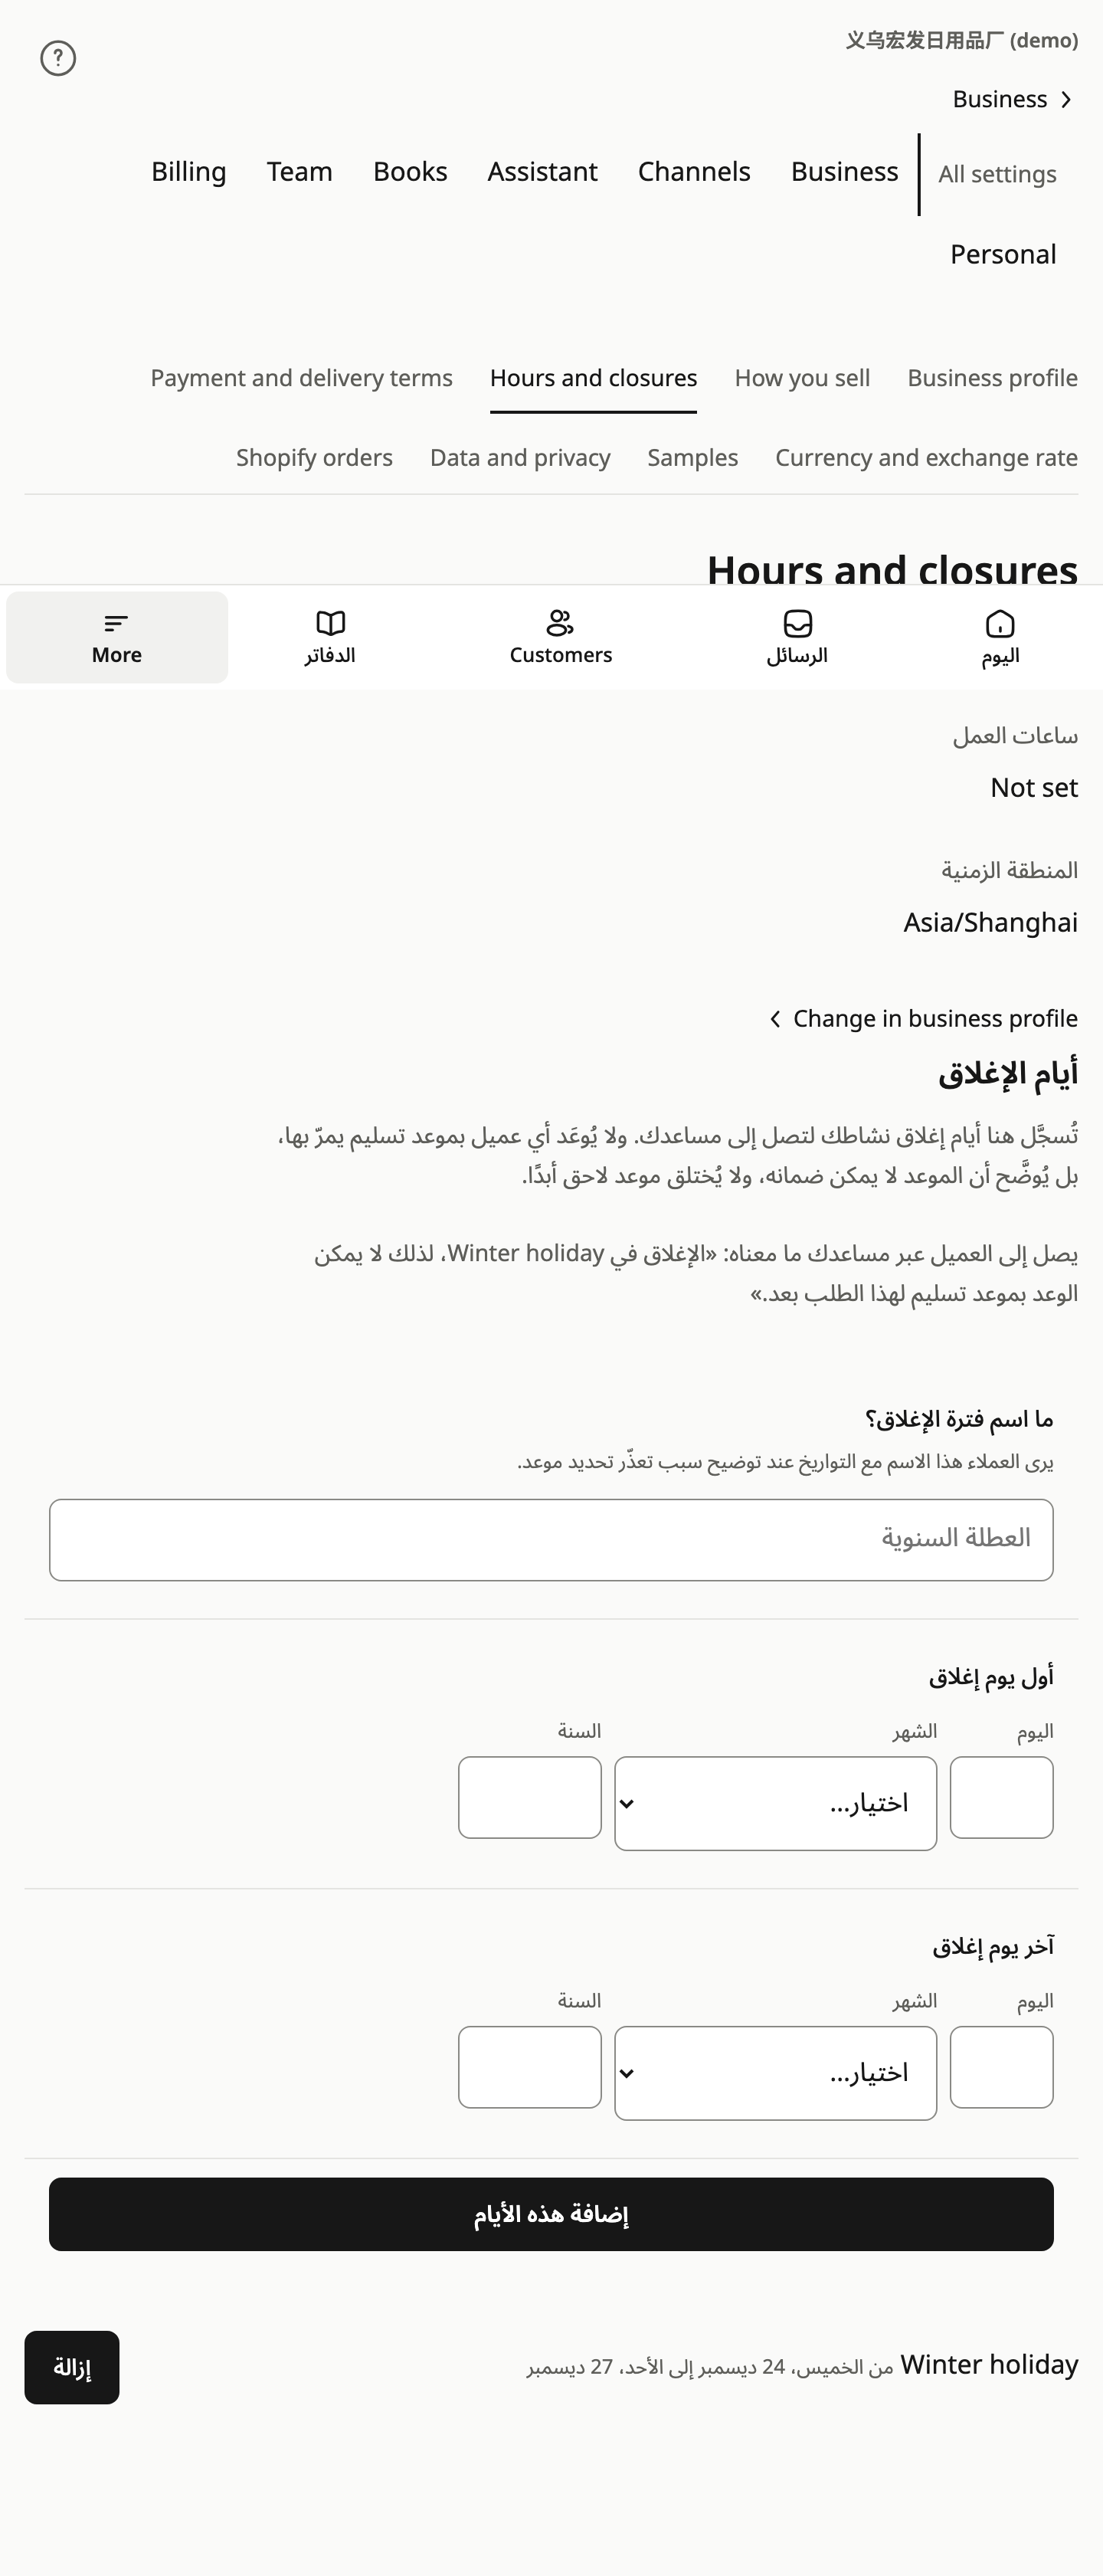 义乌宏发日用品厂 (demo)
Business
All settings
Business
Channels
Assistant
Books
Team
Billing
Personal
Business profile
How you sell
Hours and closures
Payment and delivery terms
Currency and exchange rate
Samples
Data and privacy
Shopify orders
Hours and closures
اليوم
الرسائل
Customers
الدفاتر
More
ساعات العمل
Not set
المنطقة الزمنية
Asia/Shanghai
Change in business profile
أيام الإغلاق
تُسجَّل هنا أيام إغلاق نشاطك لتصل إلى مساعدك. ولا يُوعَد أي عميل بموعد تسليم يمرّ بها،
بل يُوضَّح أن الموعد لا يمكن ضمانه، ولا يُختلق موعد لاحق أبدًا.
يصل إلى العميل عبر مساعدك ما معناه: «الإغلاق في Winter holiday، لذلك لا يمكن
الوعد بموعد تسليم لهذا الطلب بعد.»
ما اسم فترة الإغلاق؟
يرى العملاء هذا الاسم مع التواريخ عند توضيح سبب تعذّر تحديد موعد.
العطلة السنوية
أول يوم إغلاق
اليوم
الشهر
السنة
اختيار...
آخر يوم إغلاق
اليوم
الشهر
السنة
اختيار...
إضافة هذه الأيام
Winter holiday من الخميس، 24 ديسمبر إلى الأحد، 27 ديسمبر
إزالة